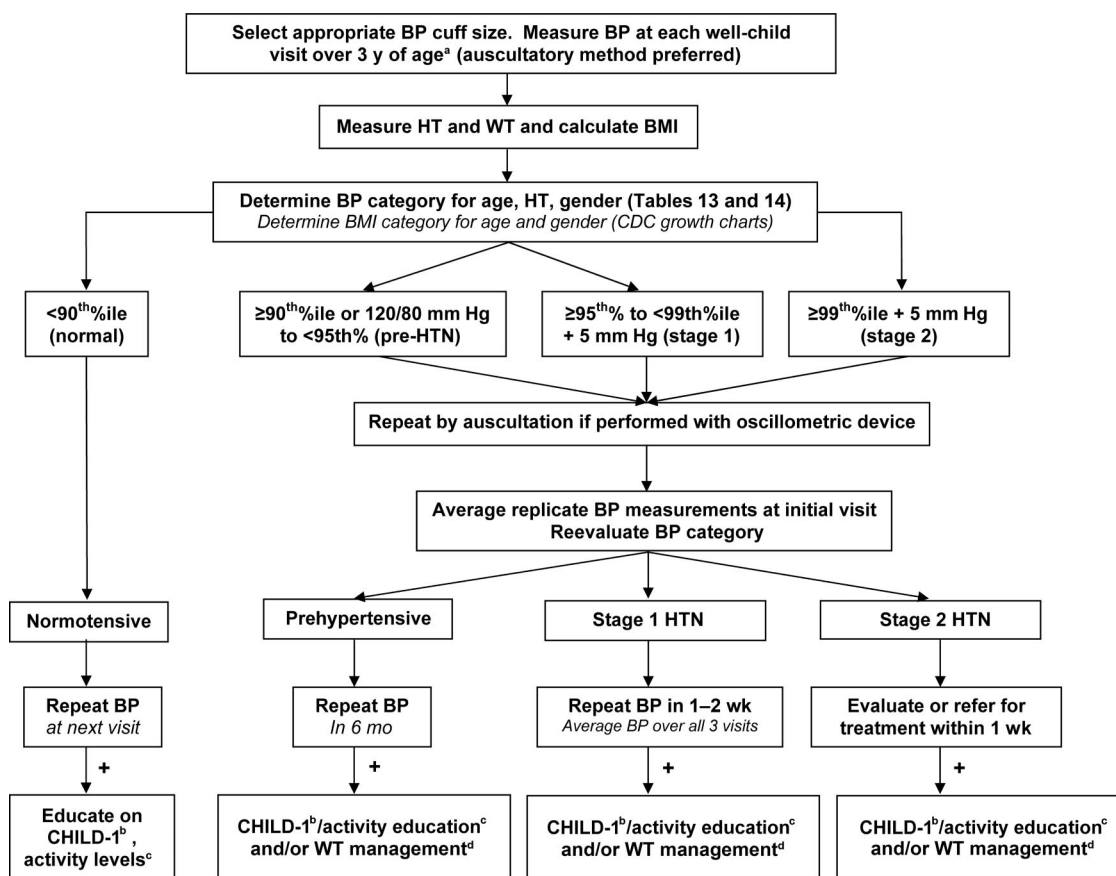 Select appropriate BP cuff size.  Measure BP at each well-child
visit over 3 y of ageᵃ (auscultatory method preferred)
Measure HT and WT and calculate BMI
Determine BP category for age, HT, gender (Tables 13 and 14)
Determine BMI category for age and gender (CDC growth charts)
<90ᵗʰ%ile
(normal)
≥90ᵗʰ%ile or 120/80 mm Hg
to <95th% (pre-HTN)
≥95ᵗʰ% to <99th%ile
+ 5 mm Hg (stage 1)
≥99ᵗʰ%ile + 5 mm Hg
(stage 2)
Repeat by auscultation if performed with oscillometric device
Average replicate BP measurements at initial visit
Reevaluate BP category
Normotensive
Prehypertensive
Stage 1 HTN
Stage 2 HTN
Repeat BP
at next visit
Repeat BP
In 6 mo
Repeat BP in 1–2 wk
Average BP over all 3 visits
Evaluate or refer for
treatment within 1 wk
+
+
+
+
Educate on
CHILD-1ᵇ ,
activity levelsᶜ
CHILD-1ᵇ/activity educationᶜ
and/or WT managementᵈ
CHILD-1ᵇ/activity educationᶜ
and/or WT managementᵈ
CHILD-1ᵇ/activity educationᶜ
and/or WT managementᵈ